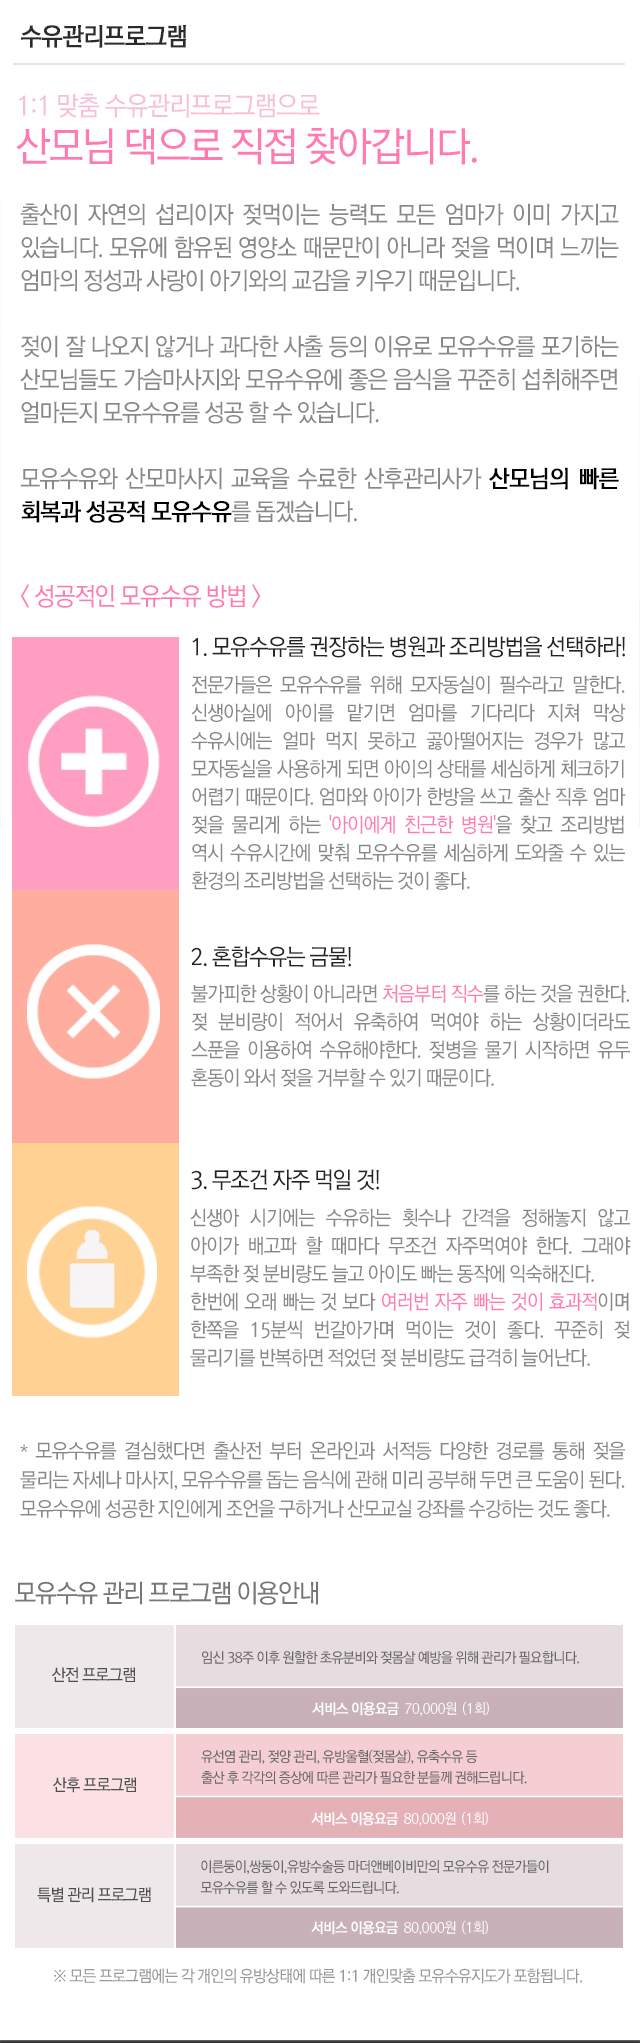 수유관리프로그램
1:1 맞춤 수유관리프로그램으로
산모님 댁으로 직접 찾아갑니다.
출산이 자연의 섭리이자 젖먹이는 능력도 모든 엄마가 이미 가지고
있습니다. 모유에 함유된 영양소 때문만이 아니라 젖을 먹이며 느끼는
엄마의 정성과 사랑이 아기와의 교감을 키우기 때문입니다.
젖이 잘 나오지 않거나 과다한 사출 등의 이유로 모유수유를 포기하는
산모님들도 가슴마사지와 모유수유에 좋은 음식을 꾸준히 섭취해주면
얼마든지 모유수유를 성공 할 수 있습니다.
모유수유와 산모마사지 교육을 수료한 산후관리사가 산모님의 빠른
회복과 성공적 모유수유를 돕겠습니다.
〈 성공적인 모유수유 방법 〉
1. 모유수유를 권장하는 병원과 조리방법을 선택하라!
전문가들은 모유수유를 위해 모자동실이 필수라고 말한다.
신생아실에 아이를 맡기면 엄마를 기다리다 지쳐 막상
수유시에는 얼마 먹지 못하고 곯아떨어지는 경우가 많고
모자동실을 사용하게 되면 아이의 상태를 세심하게 체크하기
어렵기 때문이다. 엄마와 아이가 한방을 쓰고 출산 직후 엄마
젖을 물리게 하는 '아이에게 친근한 병원'을 찾고 조리방법
역시 수유시간에 맞춰 모유수유를 세심하게 도와줄 수 있는
환경의 조리방법을 선택하는 것이 좋다.
2. 혼합수유는 금물!
불가피한 상황이 아니라면 처음부터 직수를 하는 것을 권한다.
젖 분비량이 적어서 유축하여 먹여야 하는 상황이더라도
스푼을 이용하여 수유해야한다. 젖병을 물기 시작하면 유두
혼동이 와서 젖을 거부할 수 있기 때문이다.
3. 무조건 자주 먹일 것!
신생아 시기에는 수유하는 횟수나 간격을 정해놓지 않고
아이가 배고파 할 때마다 무조건 자주먹여야 한다. 그래야
부족한 젖 분비량도 늘고 아이도 빠는 동작에 익숙해진다.
한번에 오래 빠는 것 보다 여러번 자주 빠는 것이 효과적이며
한쪽을 15분씩 번갈아가며 먹이는 것이 좋다. 꾸준히 젖
물리기를 반복하면 적었던 젖 분비량도 급격히 늘어난다.
* 모유수유를 결심했다면 출산전 부터 온라인과 서적등 다양한 경로를 통해 젖을
물리는 자세나 마사지, 모유수유를 돕는 음식에 관해 미리 공부해 두면 큰 도움이 된다.
모유수유에 성공한 지인에게 조언을 구하거나 산모교실 강좌를 수강하는 것도 좋다.
모유수유 관리 프로그램 이용안내
산전 프로그램
임신 38주 이후 원할한 초유분비와 젖몸살 예방을 위해 관리가 필요합니다.
서비스 이용요금 70,000원 (1회)
산후 프로그램
유선염 관리, 젖양 관리, 유방울혈(젖몸살), 유축수유 등
출산 후 각각의 증상에 따른 관리가 필요한 분들께 권해드립니다.
서비스 이용요금 80,000원 (1회)
특별 관리 프로그램
이른둥이,쌍둥이,유방수술등 마더앤베이비만의 모유수유 전문가들이
모유수유를 할 수 있도록 도와드립니다.
서비스 이용요금 80,000원 (1회)
※ 모든 프로그램에는 각 개인의 유방상태에 따른 1:1 개인맞춤 모유수유지도가 포함됩니다.